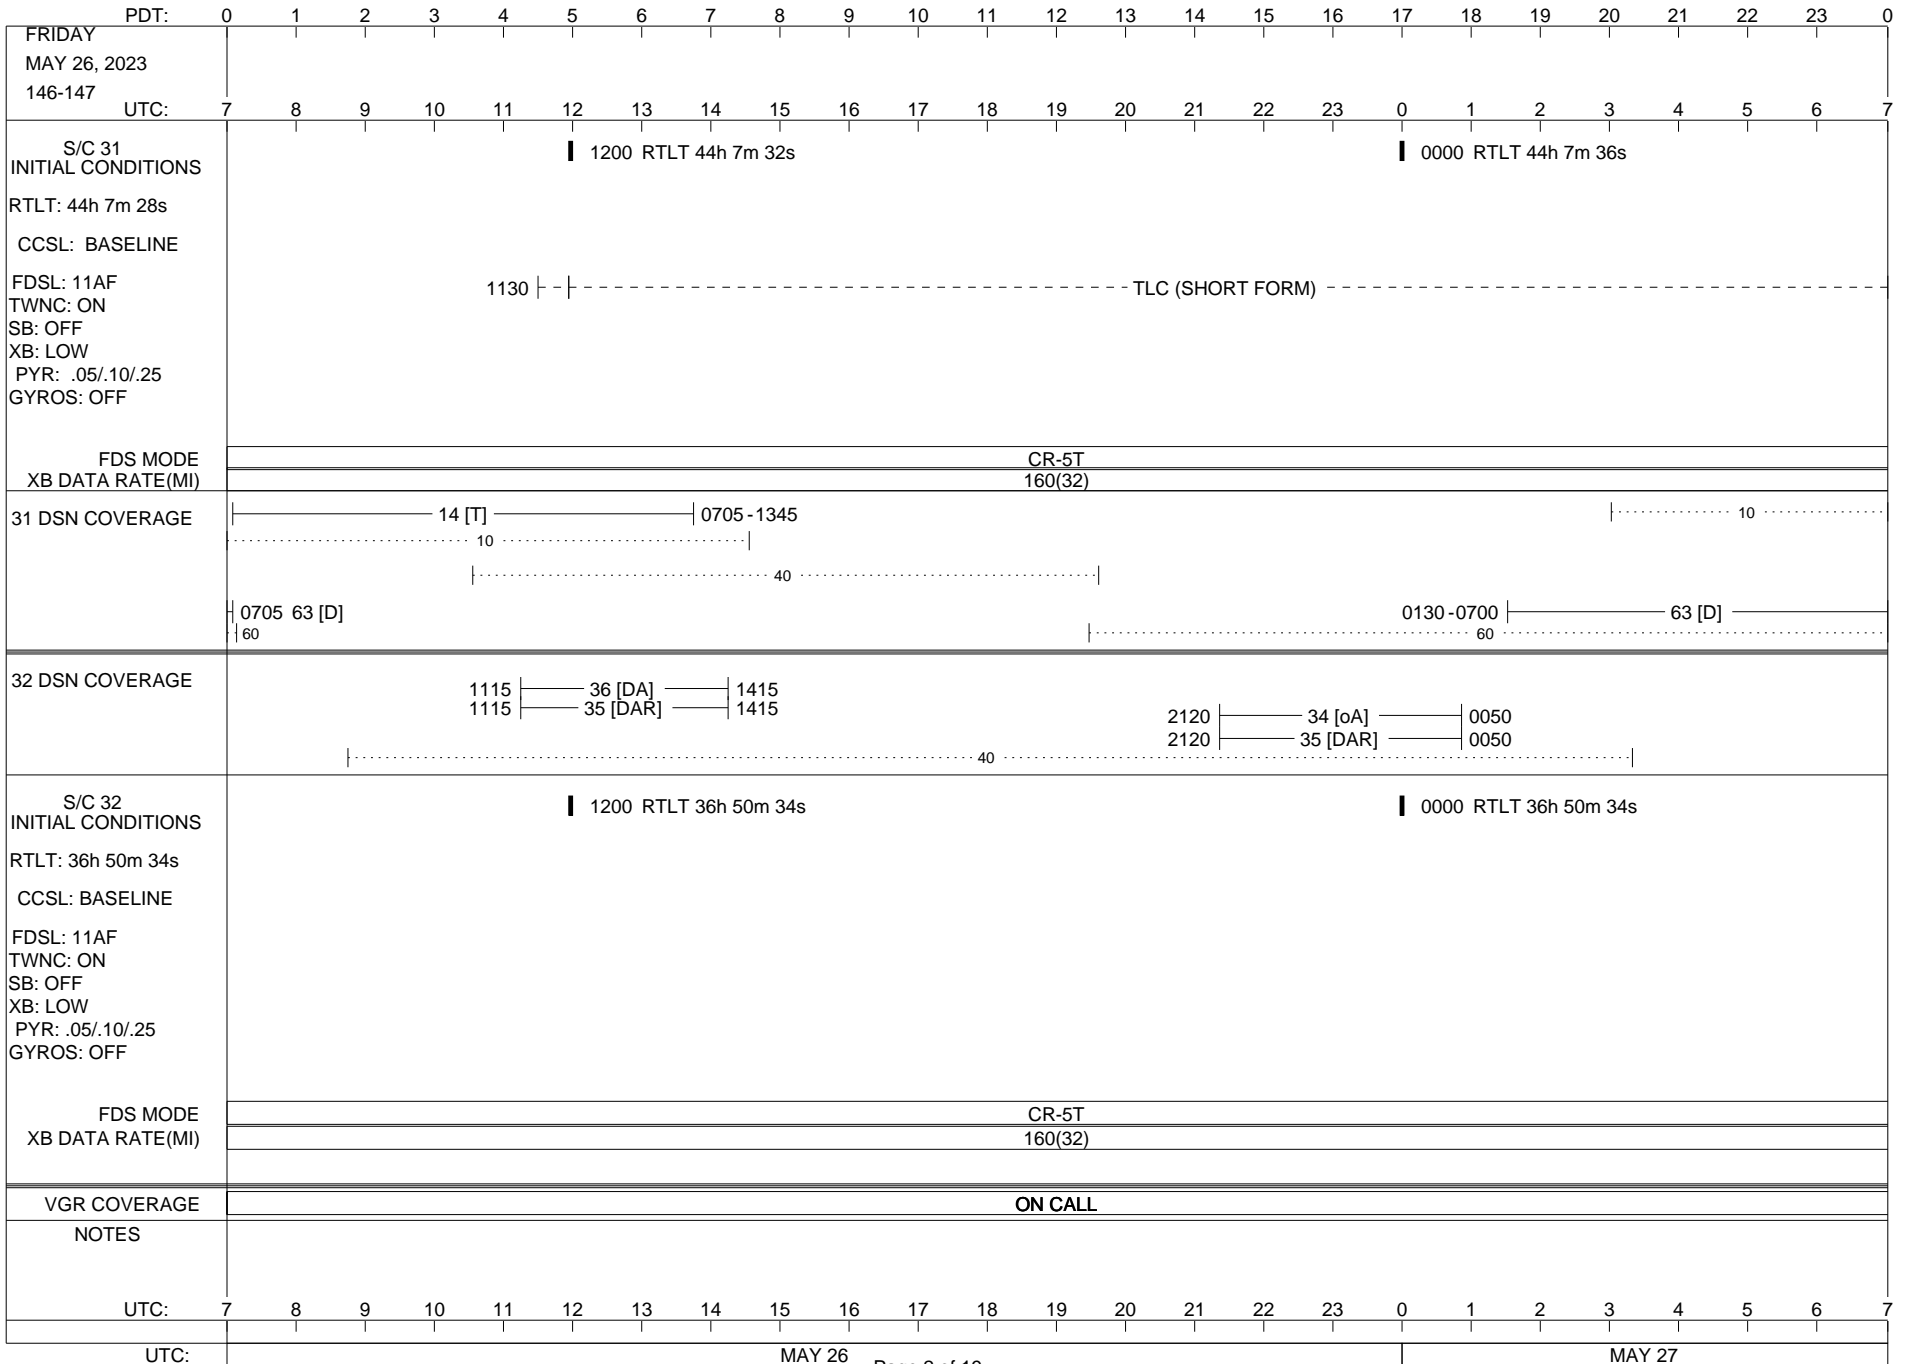 PDT: 0 1 2 3 4 5 6 7 8 9 10 11 12 13 14 15 16 17 18 19 20 21 22 23 0
FRIDAY
MAY 26, 2023
146-147
UTC: 7 8 9 10 11 12 13 14 15 16 17 18 19 20 21 22 23 0 1 2 3 4 5 6 7
S/C 31
INITIAL CONDITIONS
1200 RTLT 44h 7m 32s
0000 RTLT 44h 7m 36s
RTLT: 44h 7m 28s
CCSL: BASELINE
FDSL: 11AF
1130 TLC (SHORT FORM)
TWNC: ON
SB: OFF
XB: LOW
PYR: .05/.10/.25
GYROS: OFF
FDS MODE CR-5T
XB DATA RATE(MI) 160(32)
31 DSN COVERAGE
14 [T] 0705-1345
10
10
40
0705 63 [D]
0130-0700 63 [D]
60
60
32 DSN COVERAGE
1115 36 [DA] 1415
1115 35 [DAR] 1415
2120 34 [oA] 0050
2120 35 [DAR] 0050
40
S/C 32
INITIAL CONDITIONS
1200 RTLT 36h 50m 34s
0000 RTLT 36h 50m 34s
RTLT: 36h 50m 34s
CCSL: BASELINE
FDSL: 11AF
TWNC: ON
SB: OFF
XB: LOW
PYR: .05/.10/.25
GYROS: OFF
FDS MODE CR-5T
XB DATA RATE(MI) 160(32)
VGR COVERAGE ON CALL
NOTES
UTC: 7 8 9 10 11 12 13 14 15 16 17 18 19 20 21 22 23 0 1 2 3 4 5 6 7
UTC: MAY 26 MAY 27